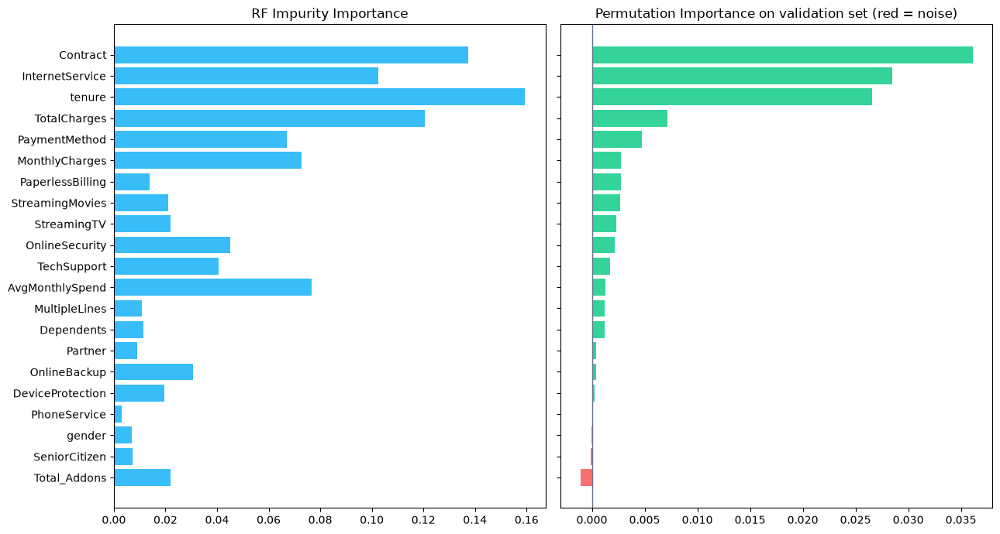 RF Impurity Importance
Permutation Importance on validation set (red = noise)
Contract
InternetService
tenure
TotalCharges
PaymentMethod
MonthlyCharges
PaperlessBilling
StreamingMovies
StreamingTV
OnlineSecurity
TechSupport
AvgMonthlySpend
MultipleLines
Dependents
Partner
OnlineBackup
DeviceProtection
PhoneService
gender
SeniorCitizen
Total_Addons
0.00 0.02 0.04 0.06 0.08 0.10 0.12 0.14 0.16
0.000 0.005 0.010 0.015 0.020 0.025 0.030 0.035